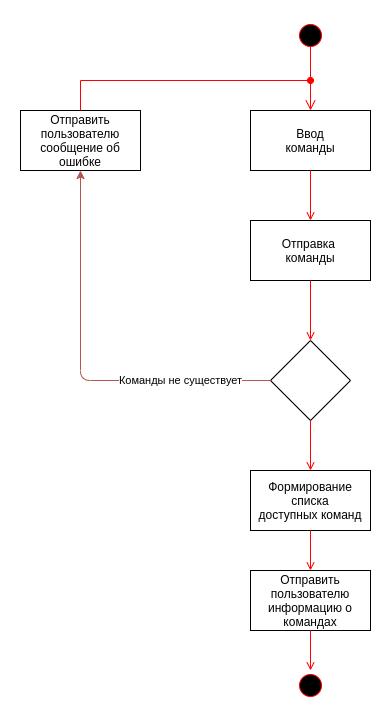 Отправить
пользователю
сообщение об
ошибке
Ввод
команды
Отправка
команды
Команды не существует
Формирование
списка
доступных команд
Отправить
пользователю
информацию о
командах